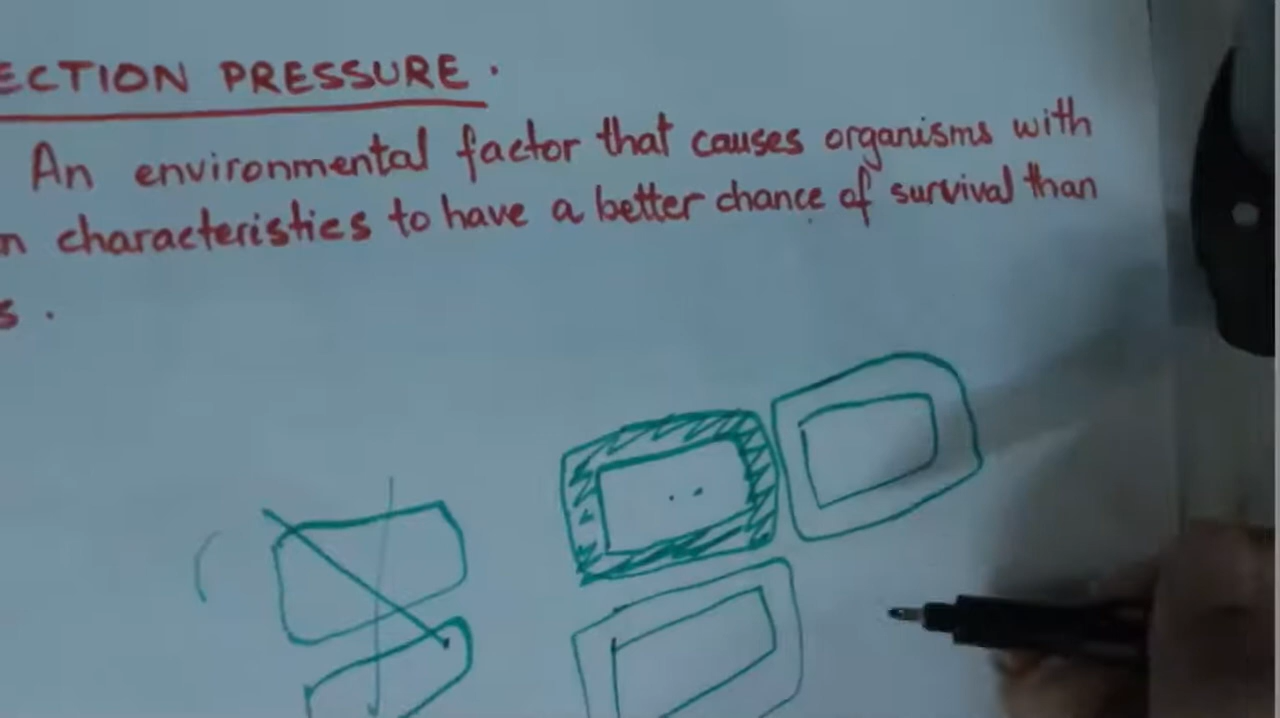 ECTION PRESSURE.
An environmental factor that causes organisms with
n characteristics to have a better chance of survival than
s.